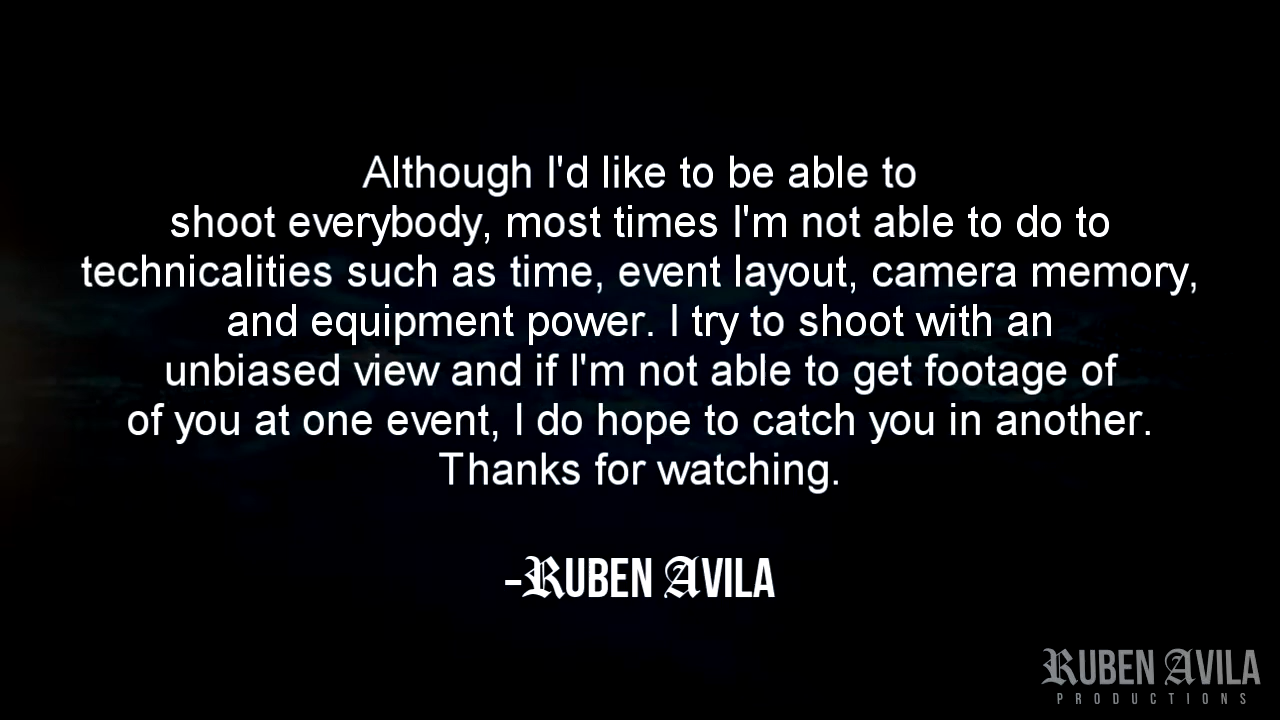 Although I'd like to be able to
shoot everybody, most times I'm not able to do to
technicalities such as time, event layout, camera memory,
and equipment power. I try to shoot with an
unbiased view and if I'm not able to get footage of
of you at one event, I do hope to catch you in another.
Thanks for watching.
-RUBEN AVILA
RUBEN AVILA
PRODUCTIONS